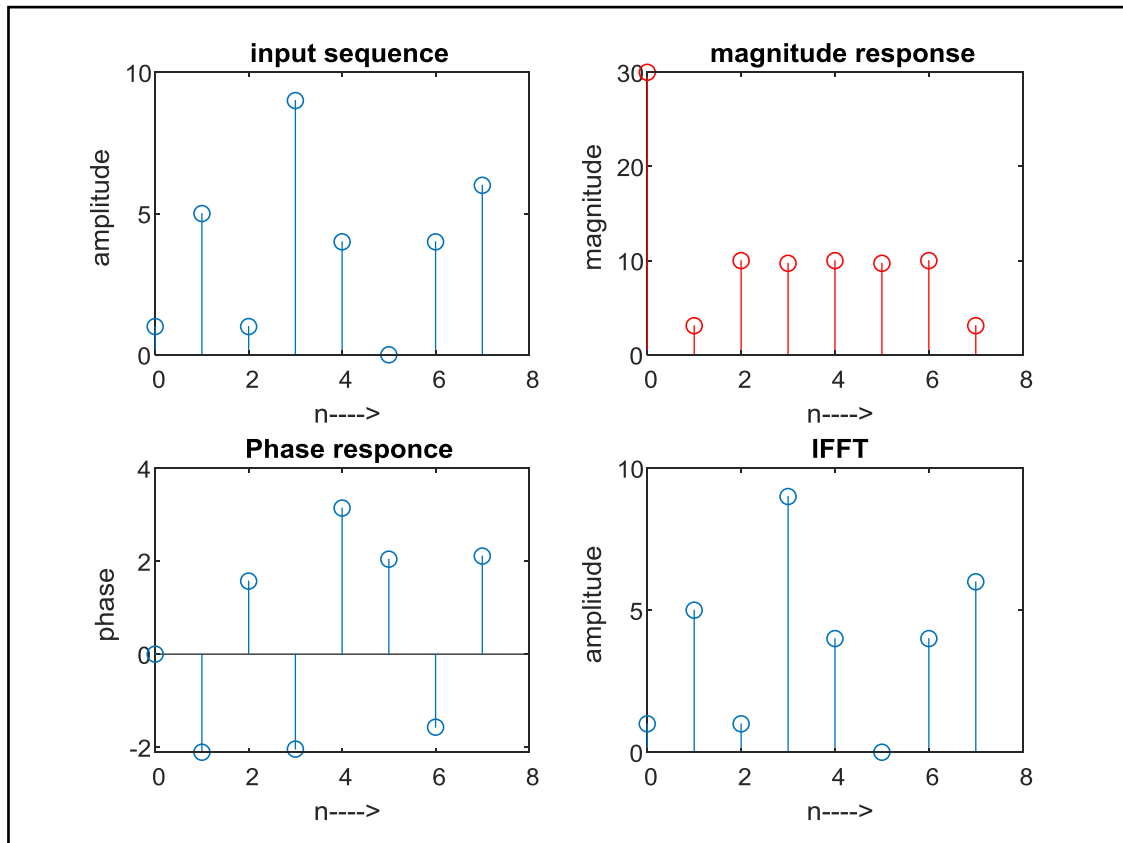 input sequence
amplitude
10
5
0
0 2 4 6 8
n---->
magnitude response
magnitude
30
20
10
0
0 2 4 6 8
n---->
Phase responce
phase
4
2
0
-2
0 2 4 6 8
n---->
IFFT
amplitude
10
5
0
0 2 4 6 8
n---->